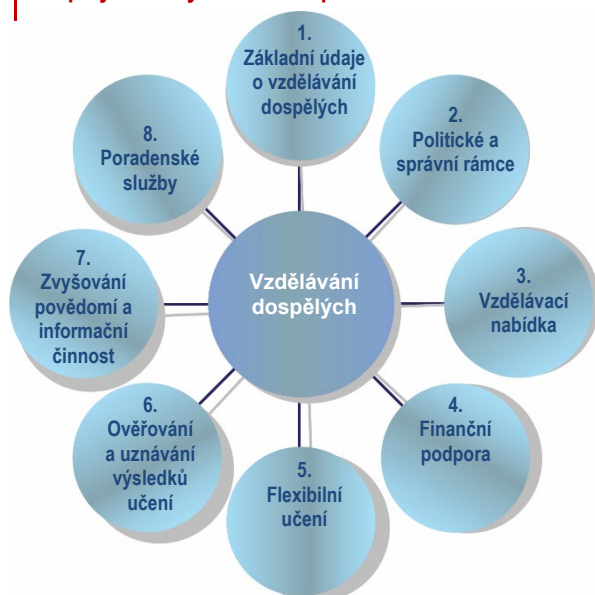 1.
Základní údaje
o vzdělávání
dospělých
2.
Politické a
správní rámce
3.
Vzdělávací
nabídka
4.
Finanční
podpora
5.
Flexibilní
učení
6.
Ověřování
a uznávání
výsledků
učení
7.
Zvyšování
povědomí a
informační
činnost
8.
Poradenské
služby
Vzdělávání
dospělých